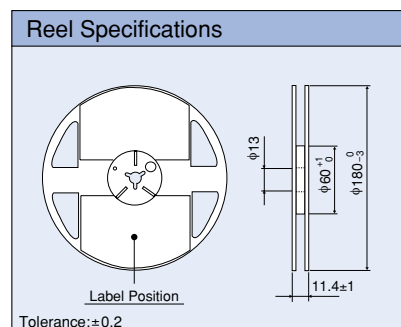 Reel Specifications
ϕ13
ϕ60 +1 0
ϕ180 0 -3
11.4±1
Label Position
Tolerance:±0.2